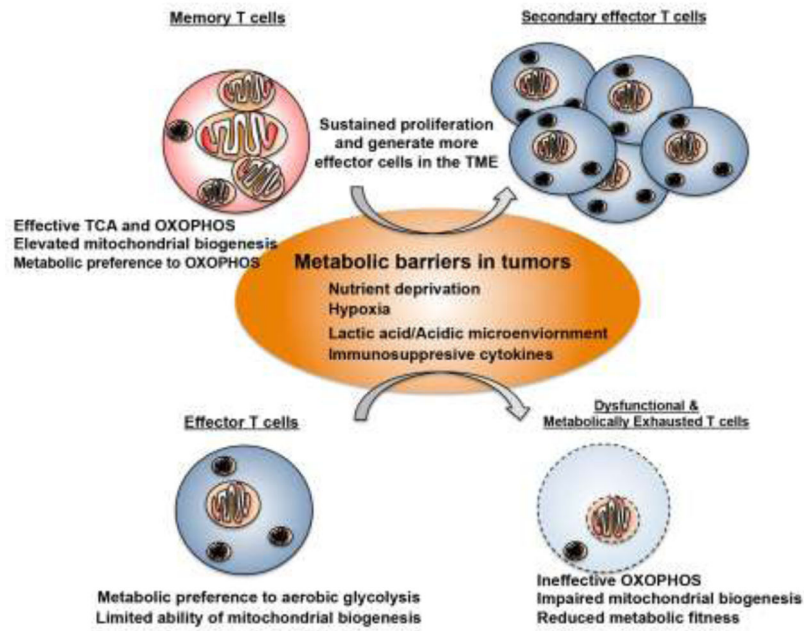 Memory T cells
Secondary effector T cells
Sustained proliferation
and generate more
effector cells in the TME
Effective TCA and OXOPHOS
Elevated mitochondrial biogenesis
Metabolic preference to OXOPHOS
Metabolic barriers in tumors
Nutrient deprivation
Hypoxia
Lactic acid/Acidic microenviornment
Immunosuppresive cytokines
Effector T cells
Dysfunctional &
Metabolically Exhausted T cells
Metabolic preference to aerobic glycolysis
Limited ability of mitochondrial biogenesis
Ineffective OXOPHOS
Impaired mitochondrial biogenesis
Reduced metabolic fitness